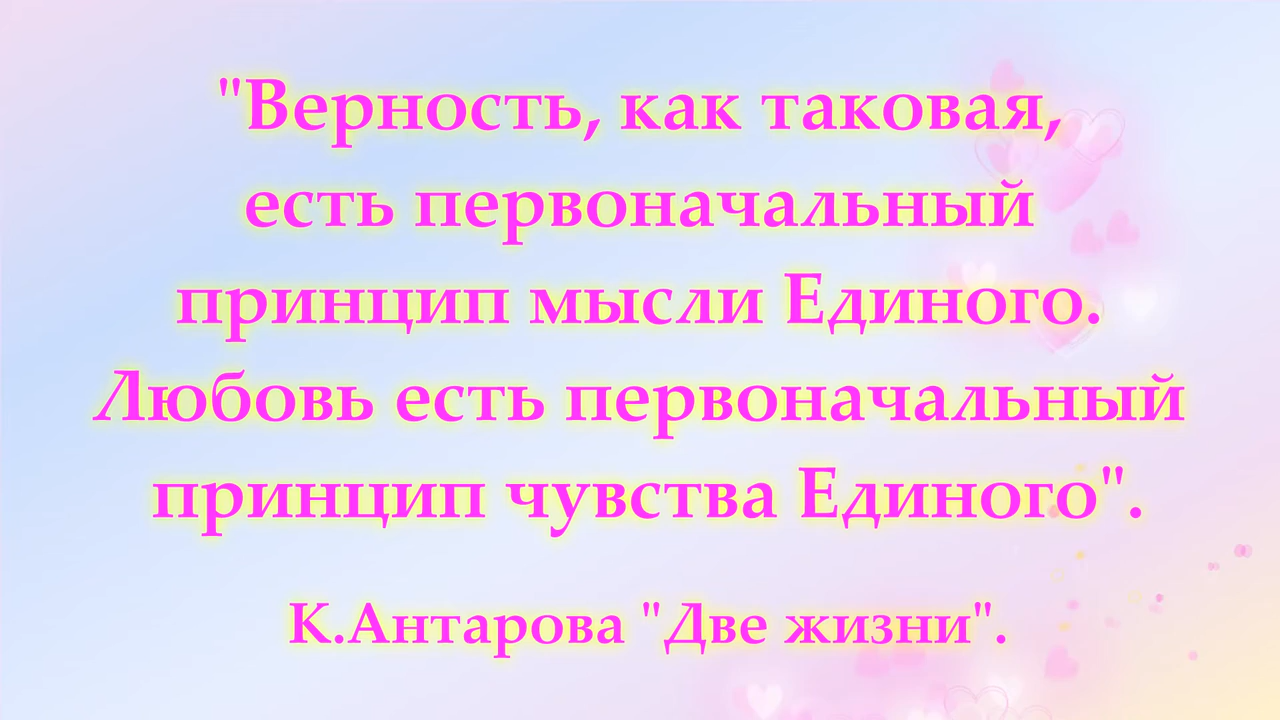 "Верность, как таковая,
есть первоначальный
принцип мысли Единого.
Любовь есть первоначальный
принцип чувства Единого".
К.Антарова "Две жизни".